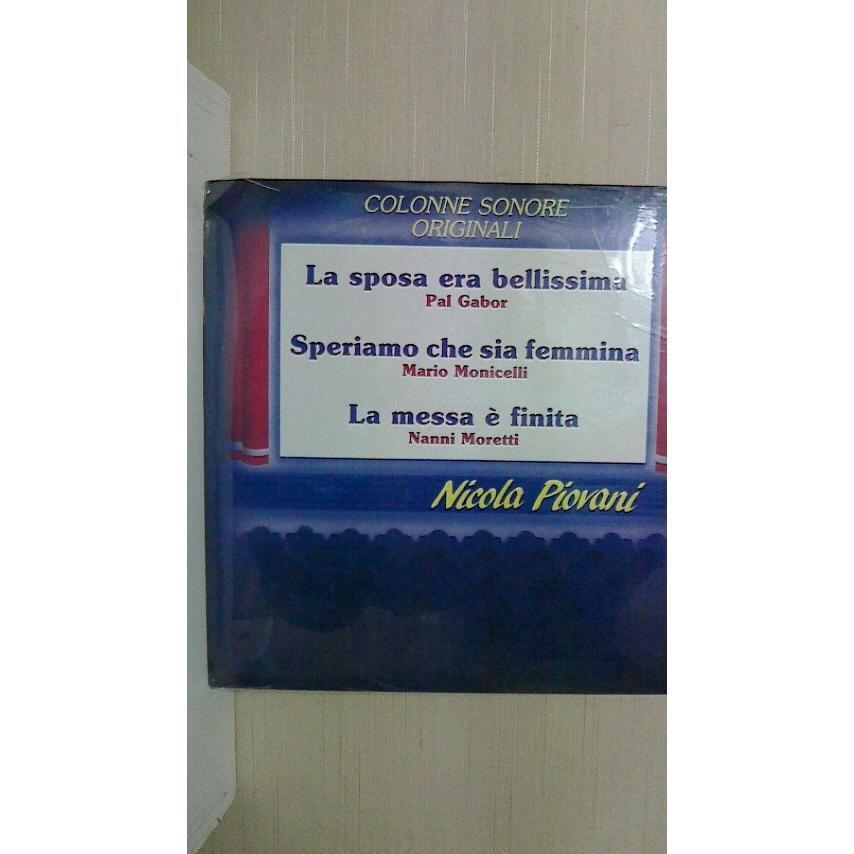 COLONNE SONORE
ORIGINALI
La sposa era bellissima
Pal Gabor
Speriamo che sia femmina
Mario Monicelli
La messa è finita
Nanni Moretti
Nicola Piovani